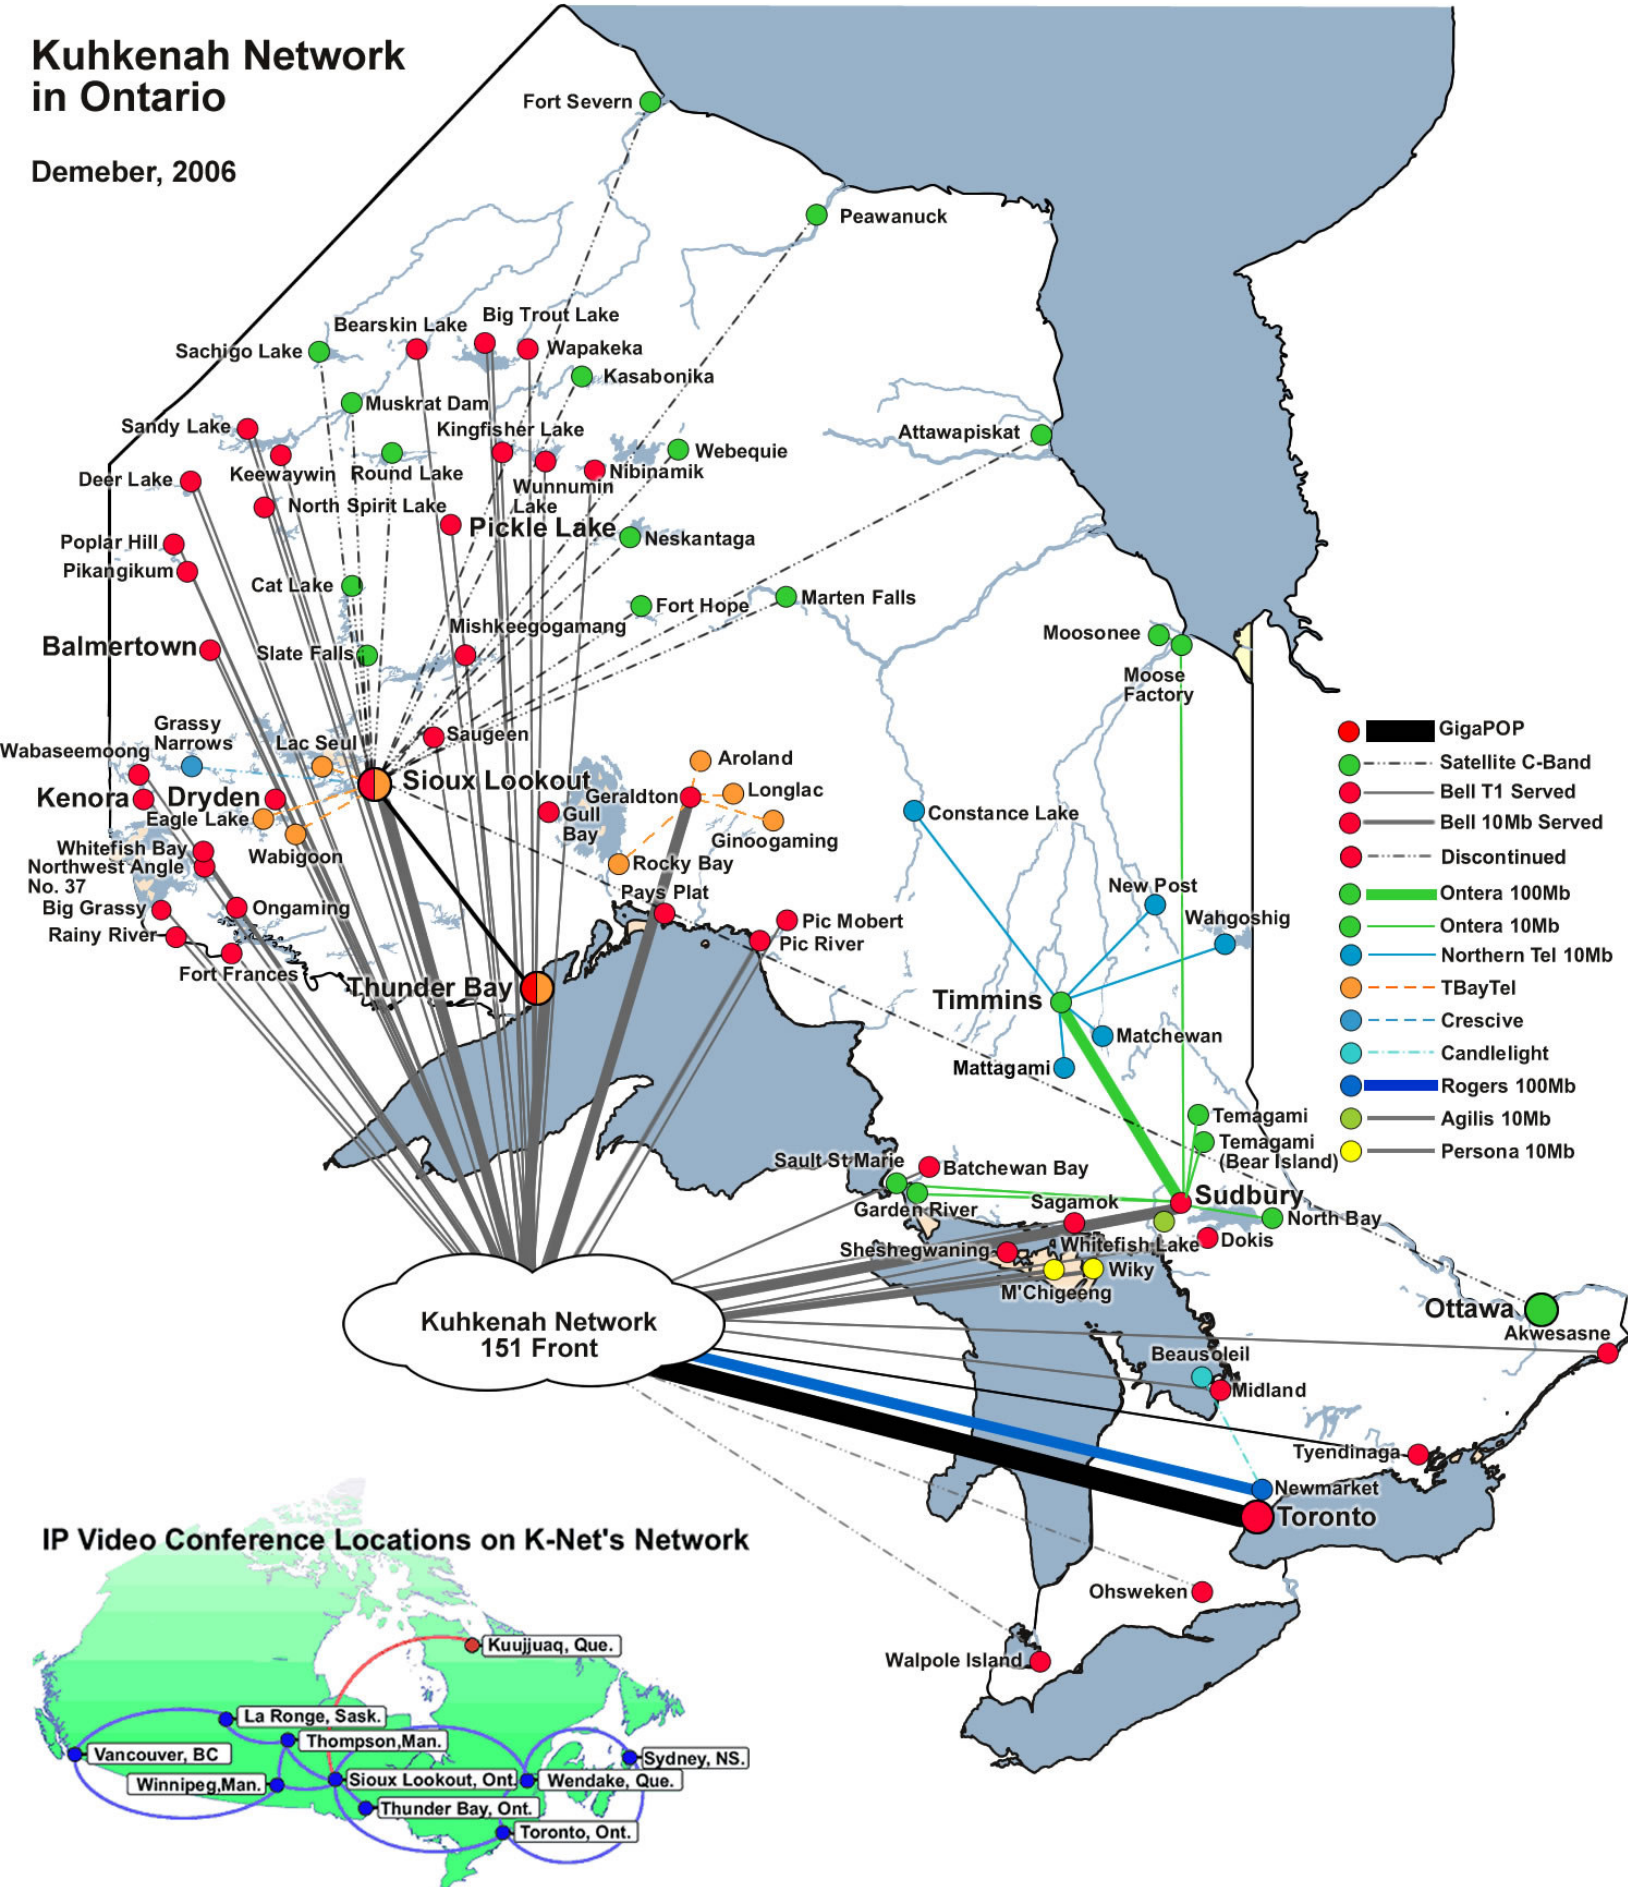 Kuhkenah Network
in Ontario
Demeber, 2006
Fort Severn
Peawanuck
Big Trout Lake
Bearskin Lake
Sachigo Lake
Wapakeka
Kasabonika
Muskrat Dam
Sandy Lake
Kingfisher Lake
Attawapiskat
Webequie
Keewaywin
Round Lake
Nibinamik
Deer Lake
Wunnumin
Lake
North Spirit Lake
Pickle Lake
Neskantaga
Poplar Hill
Pikangikum
Cat Lake
Marten Falls
Fort Hope
Mishkeegogamang
Moosonee
Balmertown
Slate Falls
Moose
Factory
Grassy
Narrows
Wabaseemoong
Lac Seul
Saugeen
Aroland
Sioux Lookout
Kenora
Dryden
Geraldton
Longlac
Eagle Lake
Gull
Bay
Constance Lake
Ginoogaming
Whitefish Bay
Wabigoon
Northwest Angle
No. 37
Rocky Bay
Pays Plat
New Post
Big Grassy
Ongaming
Pic Mobert
Wahgoshig
Rainy River
Pic River
Fort Frances
Thunder Bay
Timmins
Matchewan
Mattagami
GigaPOP
Satellite C-Band
Bell T1 Served
Bell 10Mb Served
Discontinued
Ontera 100Mb
Ontera 10Mb
Northern Tel 10Mb
TBayTel
Crescive
Candlelight
Rogers 100Mb
Agilis 10Mb
Persona 10Mb
Temagami
Temagami
(Bear Island)
Sault St Marie
Batchewan Bay
Sudbury
Garden River
Sagamok
North Bay
Sheshegwaning
Whitefish Lake
Dokis
Wiky
M'Chigeeng
Ottawa
Akwesasne
Kuhkenah Network
151 Front
Beausoleil
Midland
Tyendinaga
Newmarket
Toronto
Ohsweken
Walpole Island
IP Video Conference Locations on K-Net's Network
Kuujjuaq, Que.
La Ronge, Sask.
Thompson,Man.
Vancouver, BC
Sydney, NS.
Winnipeg,Man.
Sioux Lookout, Ont.
Wendake, Que.
Thunder Bay, Ont.
Toronto, Ont.